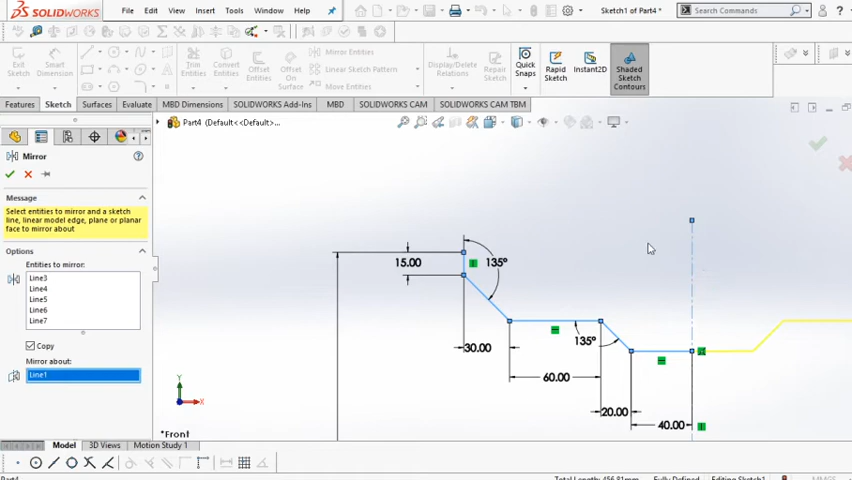 SOLIDWORKS File Edit View Insert Tools Window Sketch1 of Part4 * Search Commands
Exit Sketch Smart Dimension Trim Entities Convert Entities Offset Entities Offset On Surface Mirror Entities Linear Sketch Pattern Move Entities Display/Delete Relations Repair Sketch Quick Snaps Rapid Sketch Instant2D Shaded Sketch Contours
Features Sketch Surfaces Evaluate MBD Dimensions SOLIDWORKS Add-Ins MBD SOLIDWORKS CAM SOLIDWORKS CAM TBM
Part4 (Default<<Default>...
Mirror
Message
Select entities to mirror and a sketch
line, linear model edge, plane or planar
face to mirror about
Options
Entities to mirror:
Line3
Line4
Line5
Line6
Line7
Copy
Mirror about:
Line1
15.00 135°
30.00 135°
60.00
20.00
40.00
Y
X
*Front
Model 3D Views Motion Study 1
Part4 Total Length: 456.81mm Fully Defined Editing Sketch1 MMGS